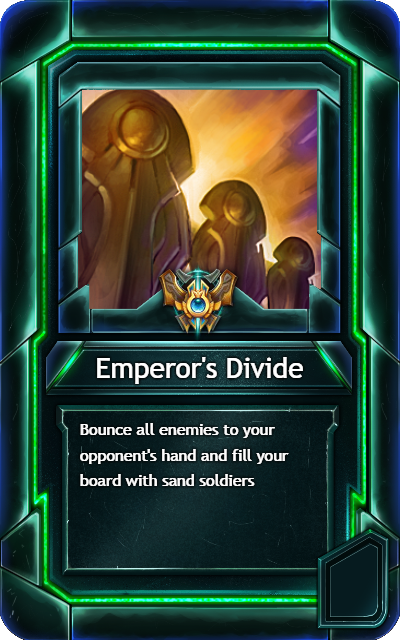 Emperor's Divide
Bounce all enemies to your
opponent's hand and fill your
board with sand soldiers